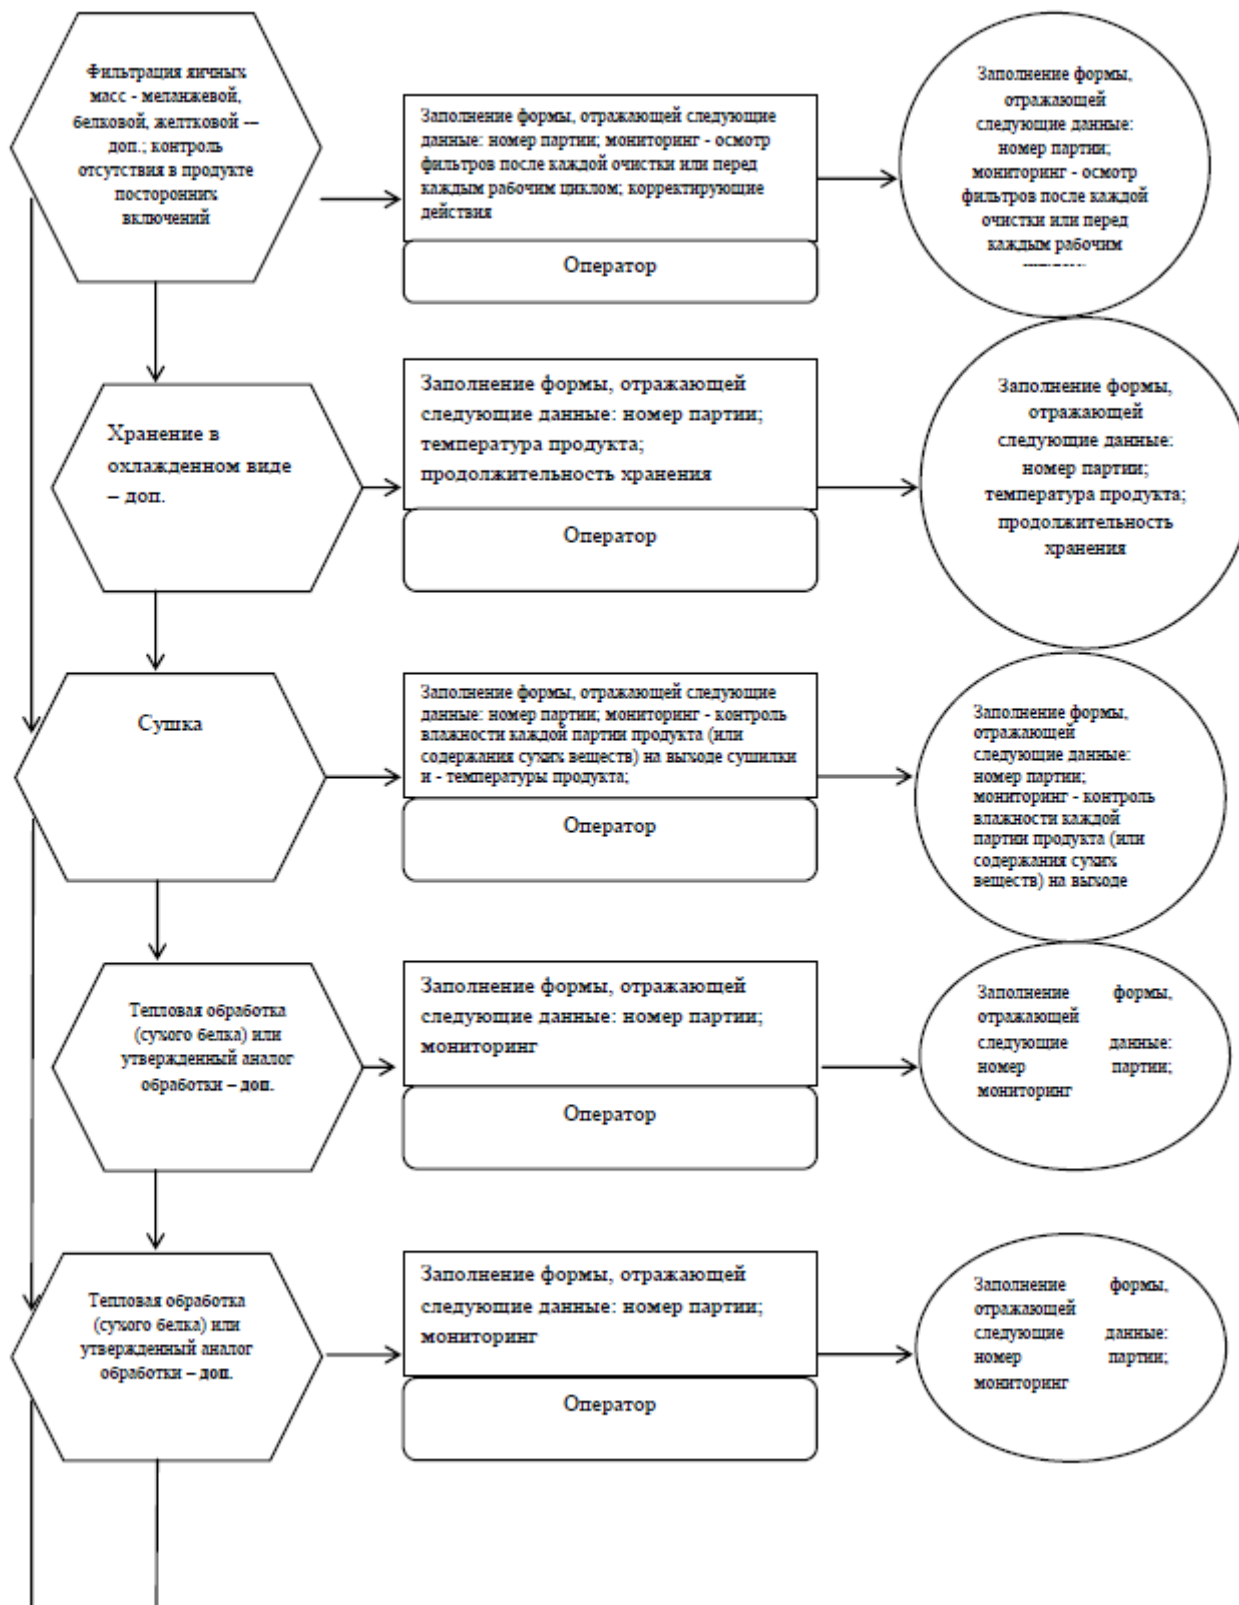 Фильтрация яичных
масс - меланжевой,
белковой, желтковой —
доп.; контроль
отсутствия в продукте
посторонних
включений
Заполнение формы, отражающей следующие
данные: номер партии; мониторинг - осмотр
фильтров после каждой очистки или перед
каждым рабочим циклом; корректирующие
действия
Оператор
Заполнение формы,
отражающей
следующие данные:
номер партии;
мониторинг - осмотр
фильтров после каждой
очистки или перед
каждым рабочим
Хранение в
охлажденном виде
– доп.
Заполнение формы, отражающей
следующие данные: номер партии;
температура продукта;
продолжительность хранения
Оператор
Заполнение формы,
отражающей
следующие данные:
номер партии;
температура продукта;
продолжительность
хранения
Сушка
Заполнение формы, отражающей следующие
данные: номер партии; мониторинг - контроль
влажности каждой партии продукта (или
содержания сухих веществ) на выходе сушилки
и - температуры продукта;
Оператор
Заполнение формы,
отражающей
следующие данные:
номер партии;
мониторинг - контроль
влажности каждой
партии продукта (или
содержания сухих
веществ) на выходе
Тепловая обработка
(сухого белка) или
утвержденный аналог
обработки – доп.
Заполнение формы, отражающей
следующие данные: номер партии;
мониторинг
Оператор
Заполнение формы,
отражающей
следующие данные:
номер партии;
мониторинг
Тепловая обработка
(сухого белка) или
утвержденный аналог
обработки – доп.
Заполнение формы, отражающей
следующие данные: номер партии;
мониторинг
Оператор
Заполнение формы,
отражающей
следующие данные:
номер партии;
мониторинг